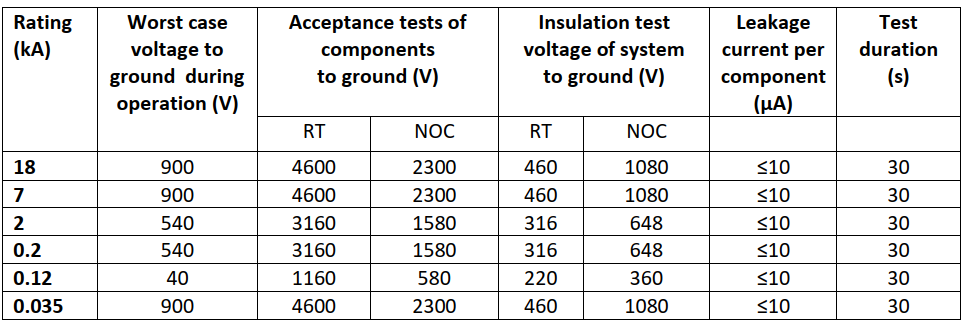 Rating (kA) Worst case voltage to ground during operation (V) Acceptance tests of components to ground (V) Insulation test voltage of system to ground (V) Leakage current per component (µA) Test duration (s)
RT NOC RT NOC
18 900 4600 2300 460 1080 ≤10 30
7 900 4600 2300 460 1080 ≤10 30
2 540 3160 1580 316 648 ≤10 30
0.2 540 3160 1580 316 648 ≤10 30
0.12 40 1160 580 220 360 ≤10 30
0.035 900 4600 2300 460 1080 ≤10 30